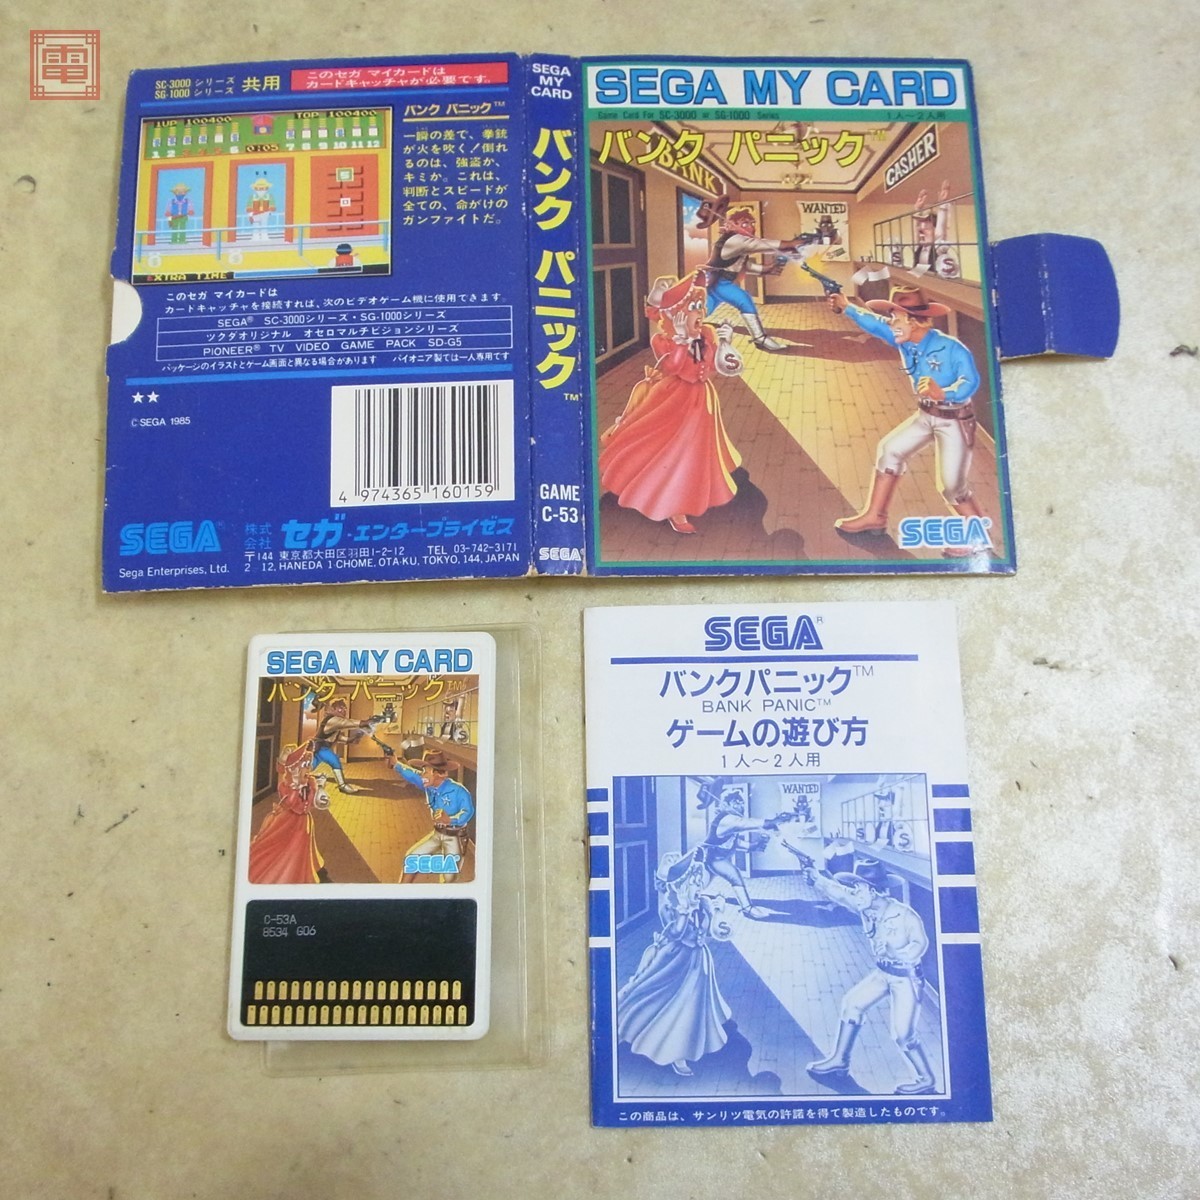 電
SC-3000 シリーズ
SG-1000 シリーズ 共用
このセガ マイカードは
カードキャッチャが必要です。
1UP 100400 TOP 100400
1 2 6 7 8 9 10 11 12
EXTRA TIME
バンク パニック™
一瞬の差で、拳銃
が火を吹く!倒れ
るのは、強盗か、
キミか。これは、
判断とスピードが
全ての、命がけの
ガンファイトだ。
このセガ マイカードは
カードキャッチャを接続すれば、次のビデオゲーム機に使用できます。
SEGA® SC-3000シリーズ・SG-1000シリーズ
ツクダオリジナル オセロマルチビジョンシリーズ
PIONEER® TV VIDEO GAME PACK SD-G5
パッケージのイラストとゲーム画面と異なる場合があります パイオニア製では一人専用です
★★
©SEGA 1985
4 974365 160159
SEGA®
Sega Enterprises, Ltd.
株式会社 セガ・エンタープライゼス
〒144 東京都大田区羽田1-2-12 TEL 03-742-3171
2-12, HANEDA 1 CHOME, OTA-KU, TOKYO, 144, JAPAN
SEGA
MY
CARD
バンク パニック™
GAME
C-53
SEGA®
SEGA MY CARD
Game Card For SC-3000 or SG-1000 Series
1人〜2人用
バンク パニック™
BANK
CASHER
WANTED
S
S
SEGA®
SEGA MY CARD
バンク パニック™
WANTED
S
SEGA®
C-53A
8534 G06
SEGA®
バンクパニック™
BANK PANIC™
ゲームの遊び方
1人〜2人用
WANTED
S
S
S
この商品は、サンリツ電気の許諾を得て製造したものです。